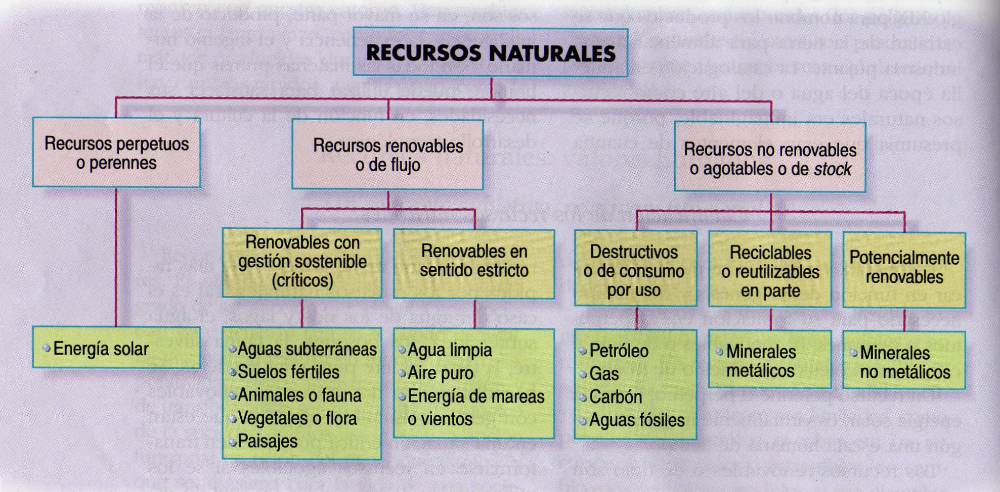 RECURSOS NATURALES
Recursos perpetuos
o perennes
Recursos renovables
o de flujo
Recursos no renovables
o agotables o de stock
Renovables con
gestión sostenible
(críticos)
Renovables en
sentido estricto
Destructivos
o de consumo
por uso
Reciclables
o reutilizables
en parte
Potencialmente
renovables
Energía solar
Aguas subterráneas
Suelos fértiles
Animales o fauna
Vegetales o flora
Paisajes
Agua limpia
Aire puro
Energía de mareas
o vientos
Petróleo
Gas
Carbón
Aguas fósiles
Minerales
metálicos
Minerales
no metálicos